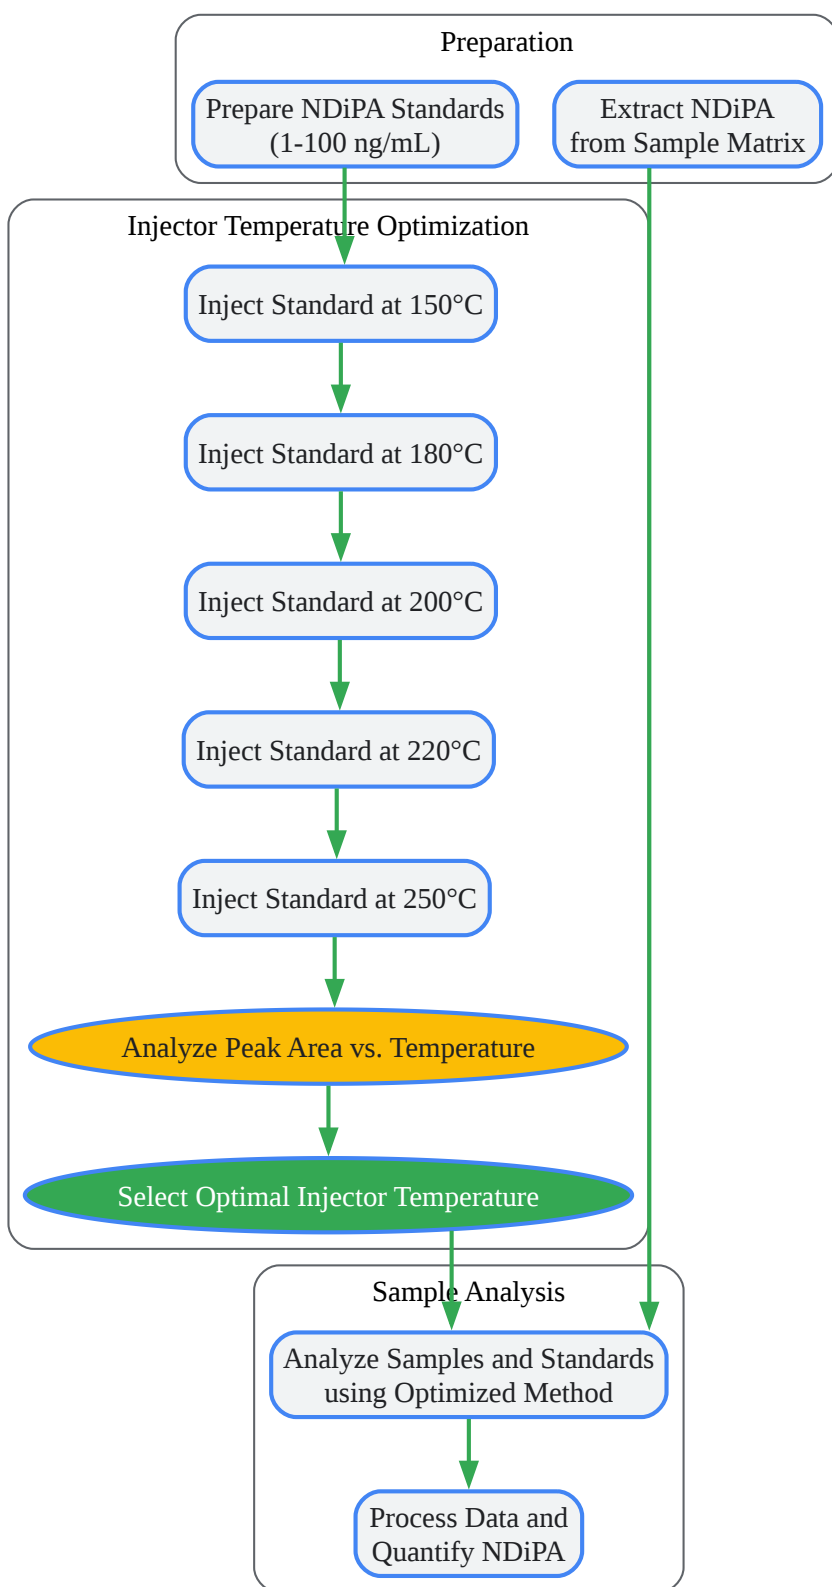 Preparation
Prepare NDiPA Standards
(1-100 ng/mL)
Extract NDiPA
from Sample Matrix
Injector Temperature Optimization
Inject Standard at 150°C
Inject Standard at 180°C
Inject Standard at 200°C
Inject Standard at 220°C
Inject Standard at 250°C
Analyze Peak Area vs. Temperature
Select Optimal Injector Temperature
Sample Analysis
Analyze Samples and Standards
using Optimized Method
Process Data and
Quantify NDiPA